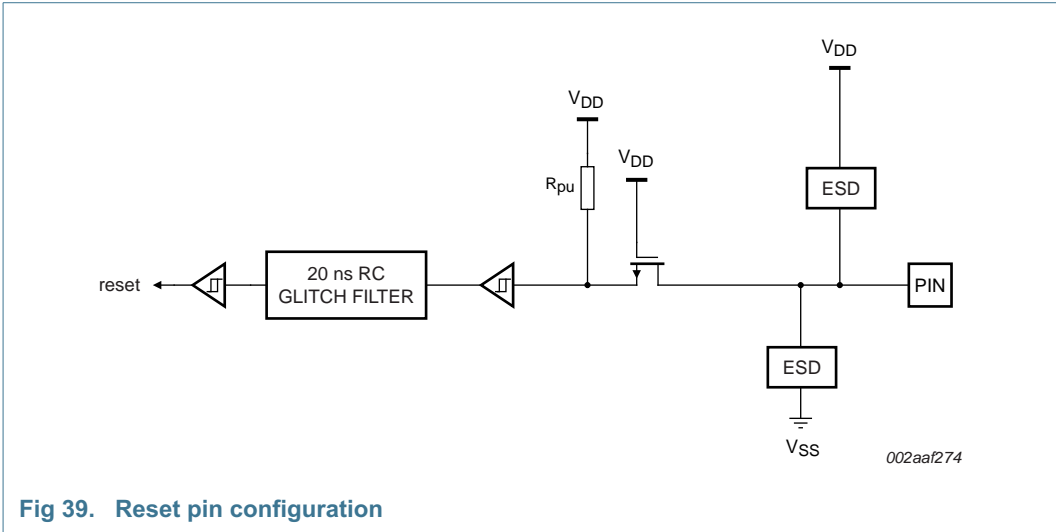 VDD
VDD
VDD
Rpu
ESD
reset
20 ns RC
GLITCH FILTER
PIN
ESD
VSS
002aaf274
Fig 39. Reset pin configuration